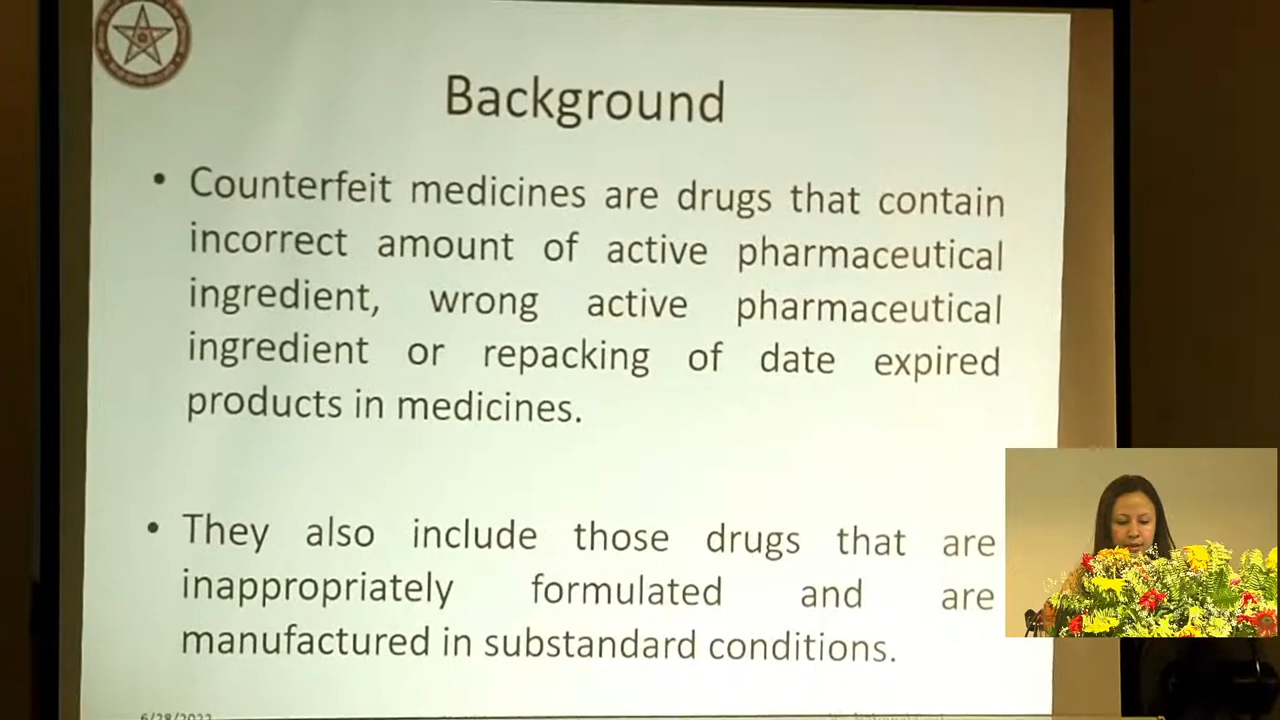 Background
• Counterfeit medicines are drugs that contain
incorrect amount of active pharmaceutical
ingredient, wrong active pharmaceutical
ingredient or repacking of date expired
products in medicines.
• They also include those drugs that are
inappropriately formulated and are
manufactured in substandard conditions.